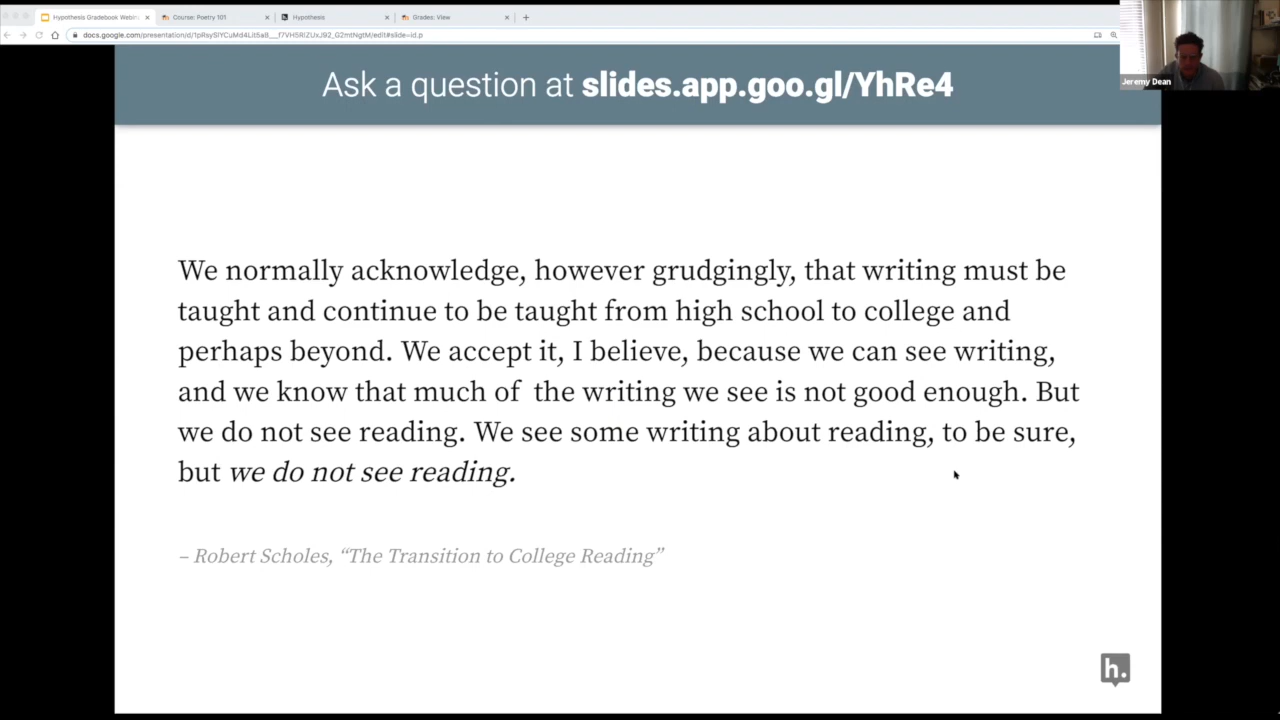 Hypothesis Gradebook Webin
Course: Poetry 101
Hypothesis
Grades: View
Jeremy Dean
Ask a question at slides.app.goo.gl/YhRe4
We normally acknowledge, however grudgingly, that writing must be
taught and continue to be taught from high school to college and
perhaps beyond. We accept it, I believe, because we can see writing,
and we know that much of the writing we see is not good enough. But
we do not see reading. We see some writing about reading, to be sure,
but we do not see reading.
– Robert Scholes, “The Transition to College Reading”
h.